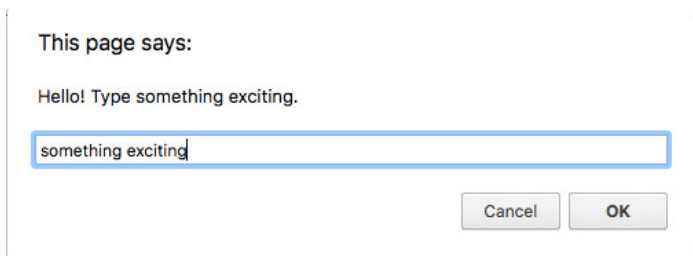 This page says:
Hello! Type something exciting.
something exciting
Cancel OK